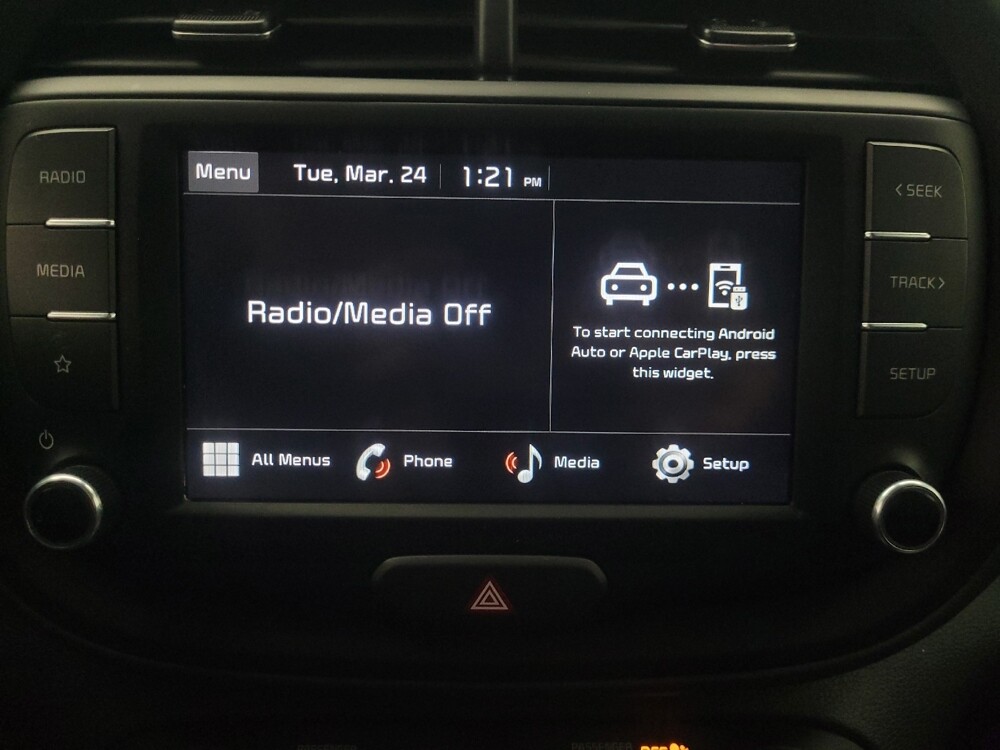 RADIO
MEDIA
Menu Tue, Mar. 24 1:21 PM
Radio/Media Off
To start connecting Android
Auto or Apple CarPlay, press
this widget.
All Menus Phone Media Setup
< SEEK
TRACK >
SETUP
PASSENGER